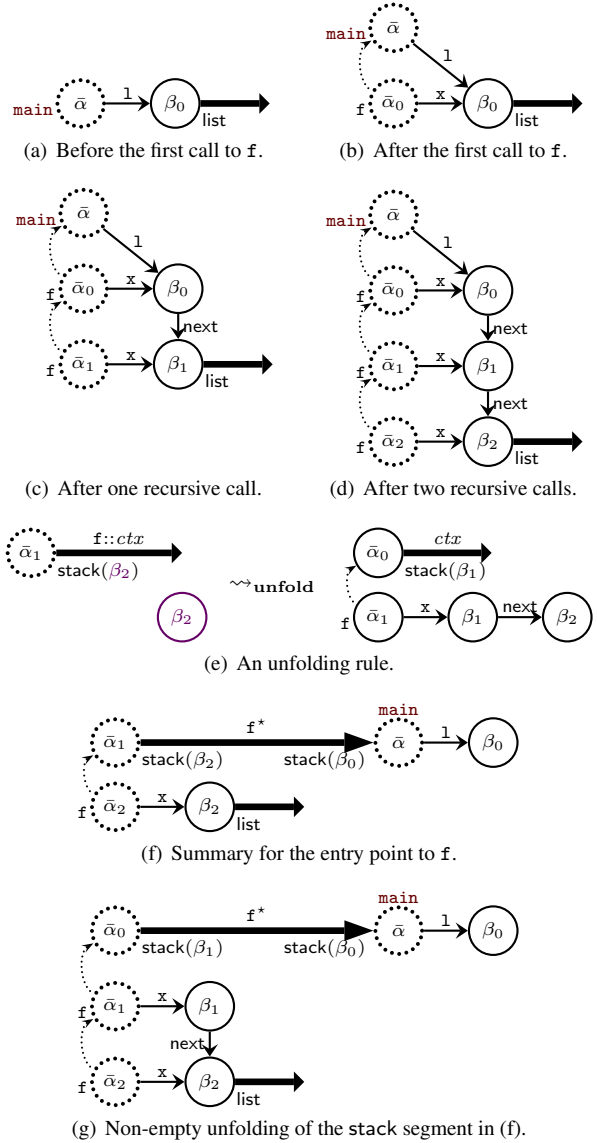 main ᾱ l β₀ list
(a) Before the first call to f.
main ᾱ l
f ᾱ₀ x β₀ list
(b) After the first call to f.
main ᾱ l
f ᾱ₀ x β₀
next
f ᾱ₁ x β₁ list
(c) After one recursive call.
main ᾱ l
f ᾱ₀ x β₀
next
f ᾱ₁ x β₁
next
f ᾱ₂ x β₂ list
(d) After two recursive calls.
ᾱ₁ f::ctx
stack(β₂)
β₂
⇝unfold
ᾱ₀ ctx
stack(β₁)
f ᾱ₁ x β₁ next β₂
(e) An unfolding rule.
main
ᾱ₁ f⋆ ᾱ l β₀
stack(β₂) stack(β₀)
f ᾱ₂ x β₂ list
(f) Summary for the entry point to f.
main
ᾱ₀ f⋆ ᾱ l β₀
stack(β₁) stack(β₀)
f ᾱ₁ x β₁
next
f ᾱ₂ x β₂ list
(g) Non-empty unfolding of the stack segment in (f).